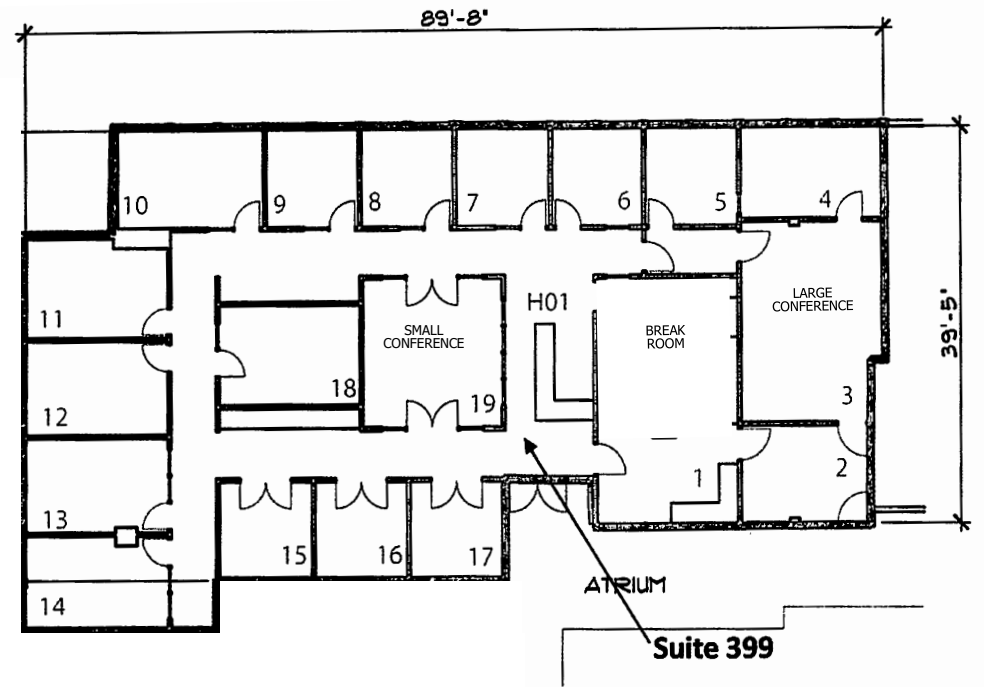 89'-8"
10
9
8
7
6
5
4
39'-5"
11
H01
LARGE
CONFERENCE
SMALL
CONFERENCE
BREAK
ROOM
12
18
19
3
13
1
2
15
16
17
14
ATRIUM
Suite 399